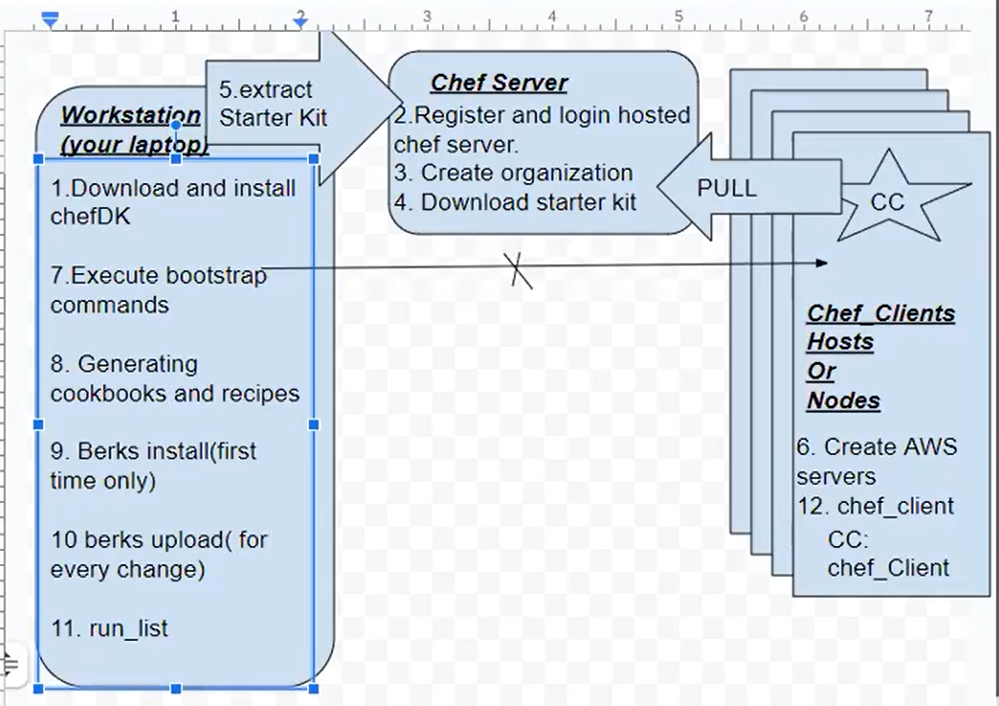 1 2 3 4 5 6 7
5.extract
Starter Kit
Workstation
(your laptop)
1.Download and install
chefDK
7.Execute bootstrap
commands
8. Generating
cookbooks and recipes
9. Berks install(first
time only)
10 berks upload( for
every change)
11. run_list
Chef Server
2.Register and login hosted
chef server.
3. Create organization
4. Download starter kit
PULL
CC
Chef_Clients
Hosts
Or
Nodes
6. Create AWS
servers
12. chef_client
CC:
chef_Client